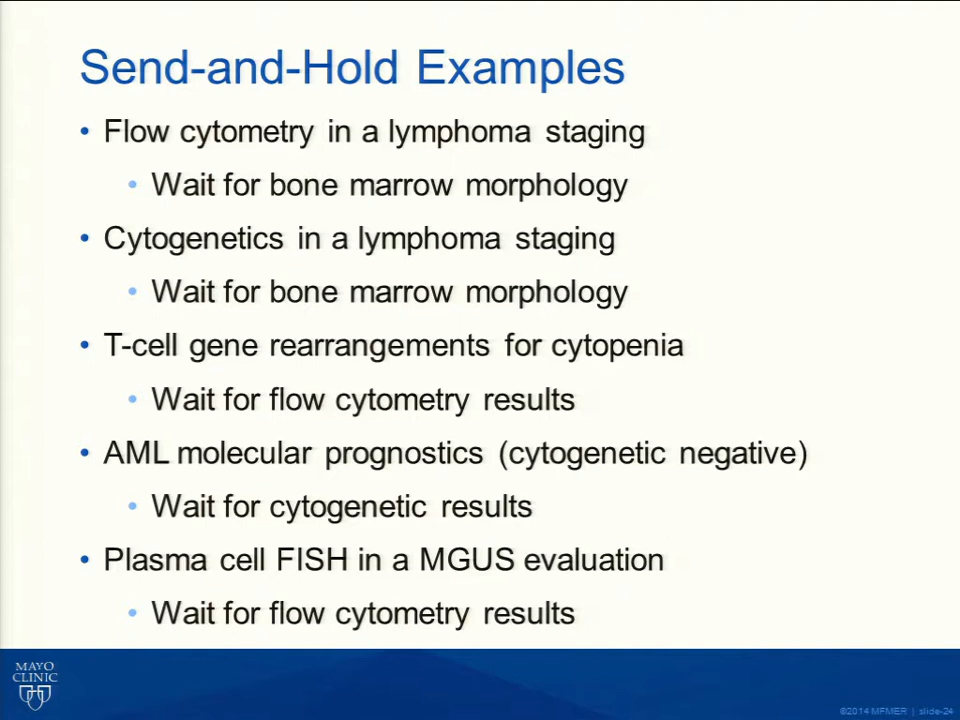 Send-and-Hold Examples
• Flow cytometry in a lymphoma staging
• Wait for bone marrow morphology
• Cytogenetics in a lymphoma staging
• Wait for bone marrow morphology
• T-cell gene rearrangements for cytopenia
• Wait for flow cytometry results
• AML molecular prognostics (cytogenetic negative)
• Wait for cytogenetic results
• Plasma cell FISH in a MGUS evaluation
• Wait for flow cytometry results
MAYO
CLINIC
©2014 MFMER | slide-24